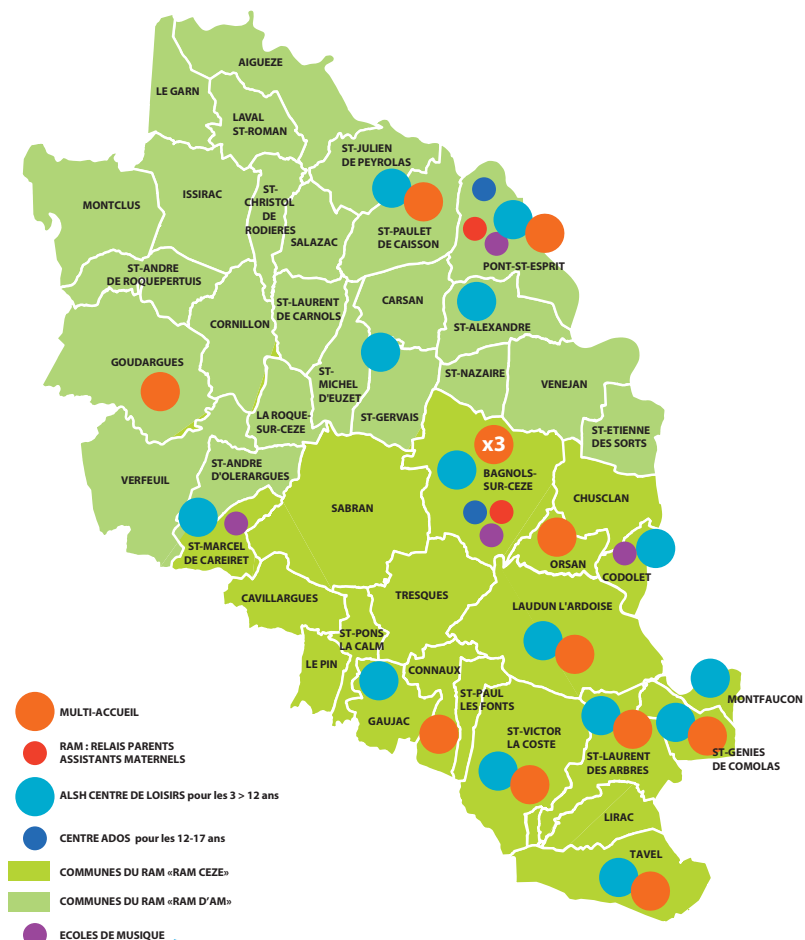 AIGUEZE
LE GARN
LAVAL
ST-ROMAN
ST-JULIEN
DE PEYROLAS
ISSIRAC
ST-
CHRISTOL
DE
RODIERES
MONTCLUS
SALAZAC
ST-PAULET
DE CAISSON
PONT-ST-ESPRIT
ST-ANDRE
DE ROQUEPERTUIS
ST-LAURENT
DE CARNOLS
CARSAN
CORNILLON
ST-ALEXANDRE
GOUDARGUES
ST-
MICHEL
D'EUZET
ST-NAZAIRE
VENEJAN
LA ROQUE-
SUR-CEZE
ST-GERVAIS
ST-ETIENNE
DES SORTS
x3
VERFEUIL
ST-ANDRE
D'OLERARGUES
BAGNOLS-
SUR-CEZE
CHUSCLAN
SABRAN
ST-MARCEL
DE CAREIRET
ORSAN
CODOLET
CAVILLARGUES
TRESQUES
LAUDUN L'ARDOISE
ST-PONS
LA CALM
LE PIN
CONNAUX
ST-PAUL
LES FONTS
MONTFAUCON
GAUJAC
ST-VICTOR
LA COSTE
ST-LAURENT
DES ARBRES
ST-GENIES
DE COMOLAS
LIRAC
TAVEL
MULTI-ACCUEIL
RAM : RELAIS PARENTS
ASSISTANTS MATERNELS
ALSH CENTRE DE LOISIRS pour les 3 > 12 ans
CENTRE ADOS pour les 12-17 ans
COMMUNES DU RAM «RAM CEZE»
COMMUNES DU RAM «RAM D'AM»
ECOLES DE MUSIQUE